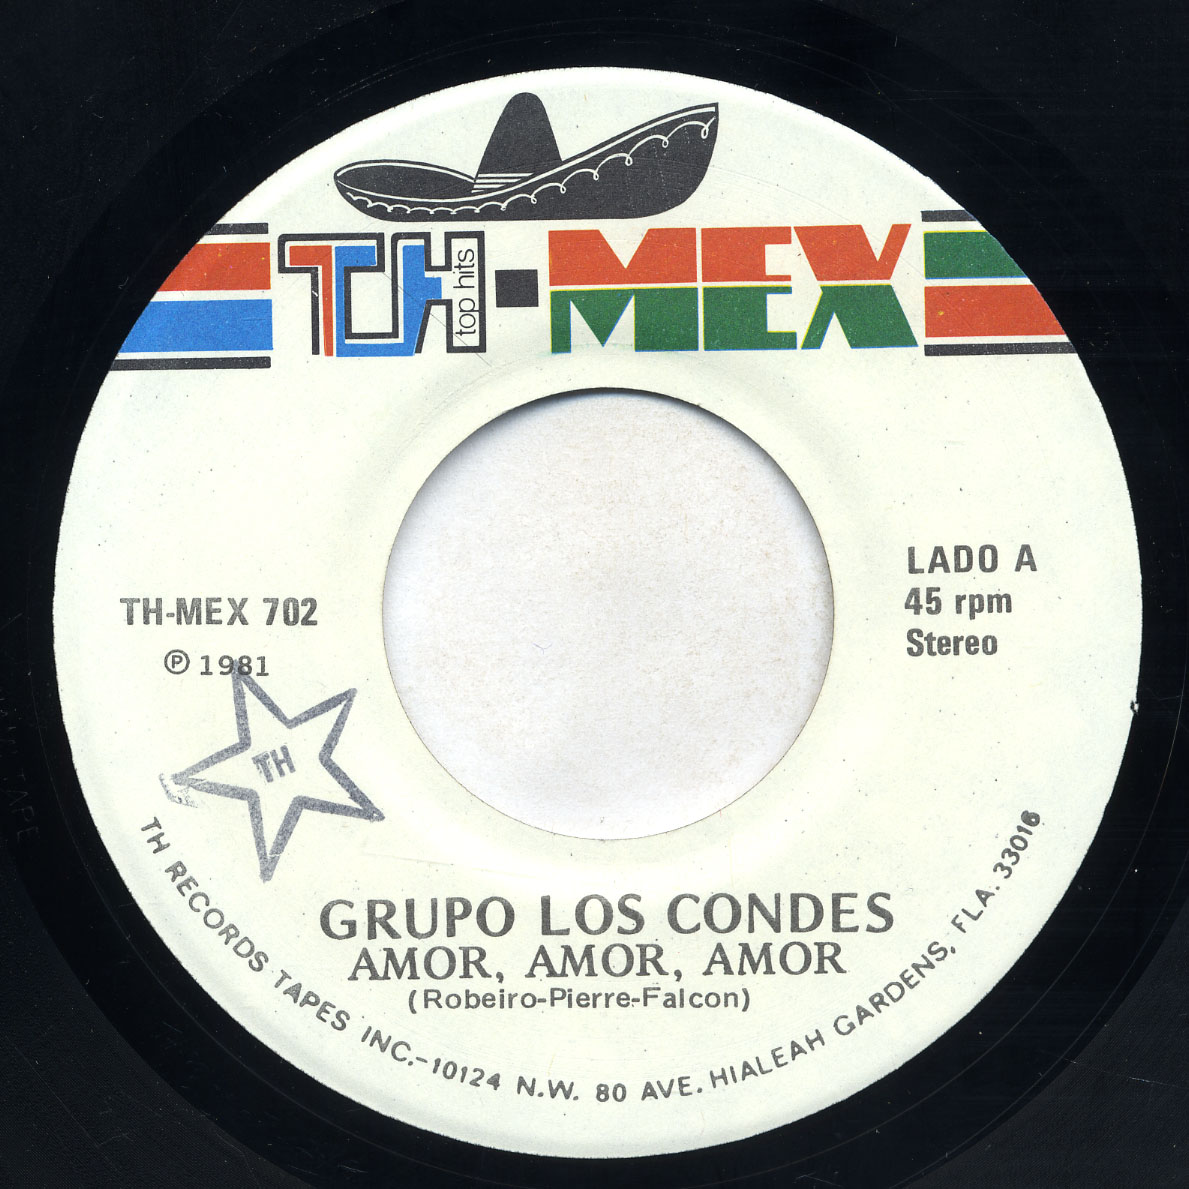 TH-MEX
top hits
LADO A
45 rpm
Stereo
TH-MEX 702
℗ 1981
TH
GRUPO LOS CONDES
AMOR, AMOR, AMOR
(Robeiro-Pierre-Falcon)
TH RECORDS TAPES INC.-10124 N.W. 80 AVE. HIALEAH GARDENS, FLA. 33016